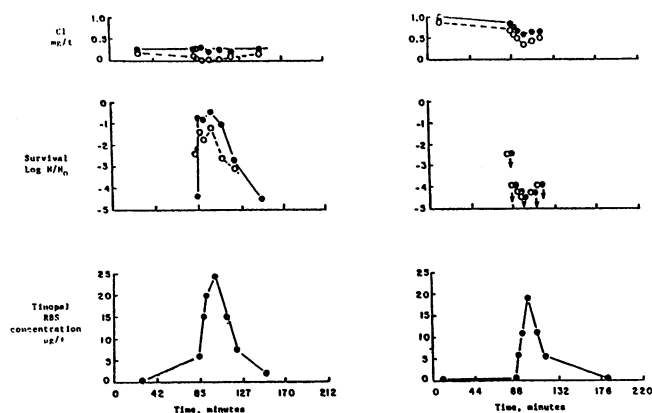 Cl
mg/ℓ
1.0
0.5
0
1.0
0.5
0
Survival
Log N/N₀
0
-1
-2
-3
-4
-5
0
-1
-2
-3
-4
-5
Tinopal
RBS
concentration
µg/ℓ
25
20
15
10
5
0
25
20
15
10
5
0
0 42 85 127 170 212
0 44 88 132 176 220
Time, minutes
Time, minutes